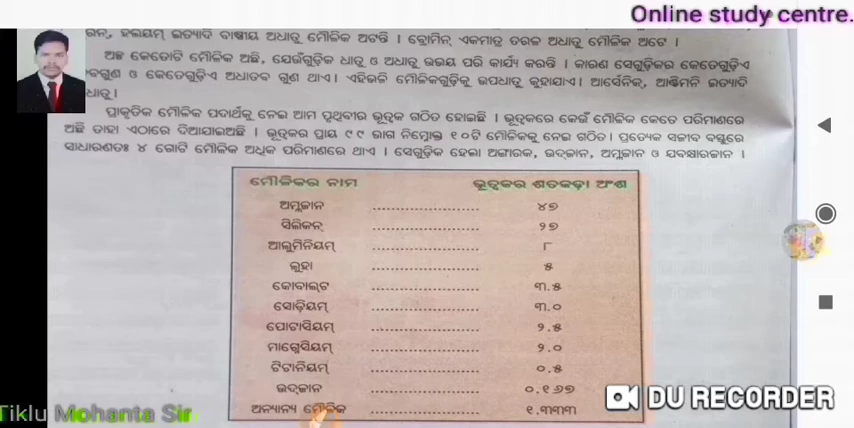 Online study centre.
ରିନ୍, ହିଲିୟମ୍ ଇତ୍ୟାଦି ବାଷ୍ପୀୟ ଅଧାତୁ ମୌଳିକ ଅଟନ୍ତି । ବ୍ରୋମିନ୍ ଏକମାତ୍ର ତରଳ ଅଧାତୁ ମୌଳିକ ଅଟେ ।
ଅଛ କେତୋଟି ମୌଳିକ ଅଛି, ଯେଉଁଗୁଡ଼ିକ ଧାତୁ ଓ ଅଧାତୁ ଉଭୟ ପରି କାର୍ଯ୍ୟ କରନ୍ତି । କାରଣ ସେଗୁଡ଼ିକର କେତେଗୁଡ଼ିଏ
ଓ କେତେଗୁଡ଼ିଏ ଅଧାତବ ଗୁଣ ଥାଏ । ଏହିଭଳି ମୌଳିକଗୁଡ଼ିକୁ ଉପଧାତୁ କୁହାଯାଏ । ଆର୍ସେନିକ୍, ଆଣ୍ଟିମନି ଇତ୍ୟାଦି
ଧାତୁ ।
ପ୍ରାକୃତିକ ମୌଳିକ ପଦାର୍ଥକୁ ନେଇ ଆମ ପୃଥିବୀର ଭୂତ୍ୱକ ଗଠିତ ହୋଇଛି । ଭୂତ୍ୱକରେ କେଉଁ ମୌଳିକ କେତେ ପରିମାଣରେ
ଅଛି ତାହା ଏଠାରେ ଦିଆଯାଇଅଛି । ଭୂତ୍ୱକର ପ୍ରାୟ ୯୯ ଭାଗ ନିମ୍ନୋକ୍ତ ୧୦ଟି ମୌଳିକକୁ ନେଇ ଗଠିତ । ପ୍ରତ୍ୟେକ ସଜୀବ ବସ୍ତୁରେ
ସାଧାରଣତଃ ୪ ଗୋଟି ମୌଳିକ ଅଧିକ ପରିମାଣରେ ଥାଏ । ସେଗୁଡ଼ିକ ହେଲା ଅଙ୍ଗାରକ, ଉଦ୍‌ଜାନ, ଅମ୍ଳଜାନ ଓ ଯବକ୍ଷାରଜାନ ।
ମୌଳିକର ନାମ ଭୂତ୍ୱକର ଶତକଡ଼ା ଅଂଶ
ଅମ୍ଳଜାନ ........................... ୪୭
ସିଲିକନ୍ ........................... ୨୭
ଆଲୁମିନିୟମ୍ ........................... ୮
ଲୁହା ........................... ୫
କୋବାଲ୍‌ଟ ........................... ୩.୫
ସୋଡ଼ିୟମ୍ ........................... ୩.୦
ପୋଟାସିୟମ୍ ........................... ୨.୫
ମାଗ୍ନେସିୟମ୍ ........................... ୨.୦
ଟିଟାନିୟମ୍ ........................... ୦.୫
ଉଦ୍‌ଜାନ ........................... ୦.୧୬୭
ଅନ୍ୟାନ୍ୟ ମୌଳିକ ........................... ୧.୩୩୩
DU RECORDER
Tiklu Mohanta Sir